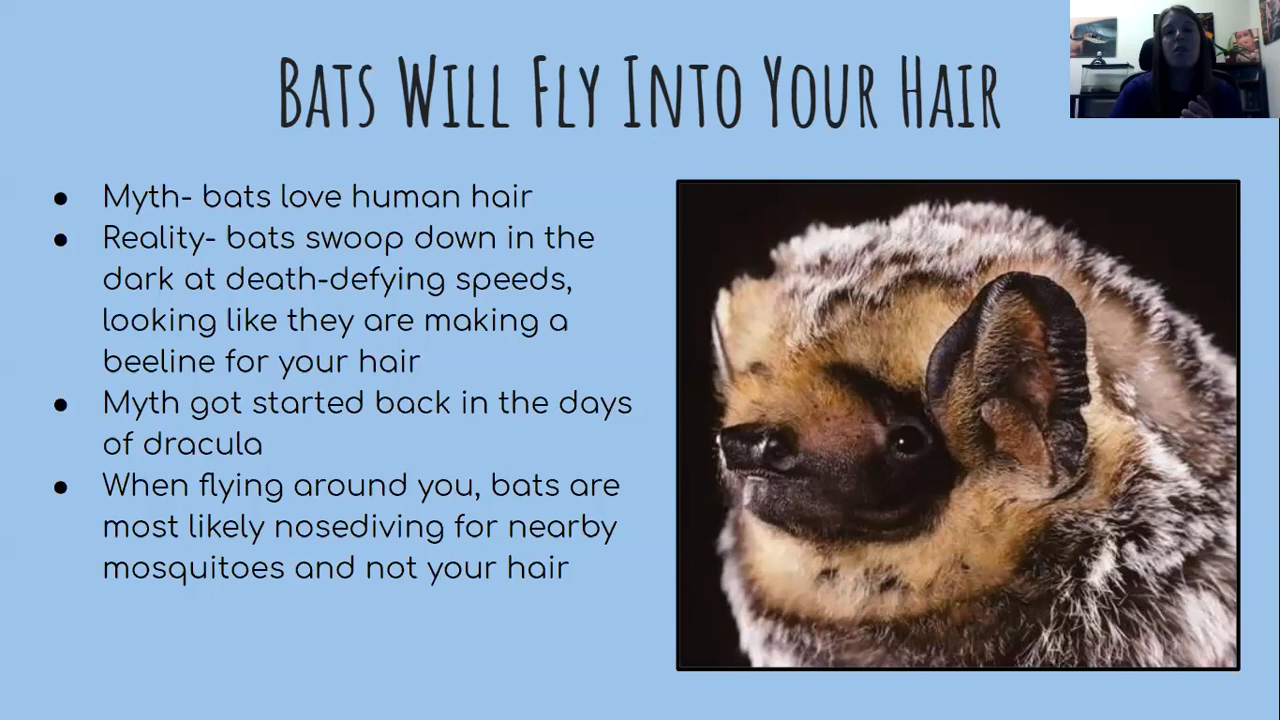 Bats Will Fly Into Your Hair
● Myth- bats love human hair
● Reality- bats swoop down in the
dark at death-defying speeds,
looking like they are making a
beeline for your hair
● Myth got started back in the days
of dracula
● When flying around you, bats are
most likely nosediving for nearby
mosquitoes and not your hair